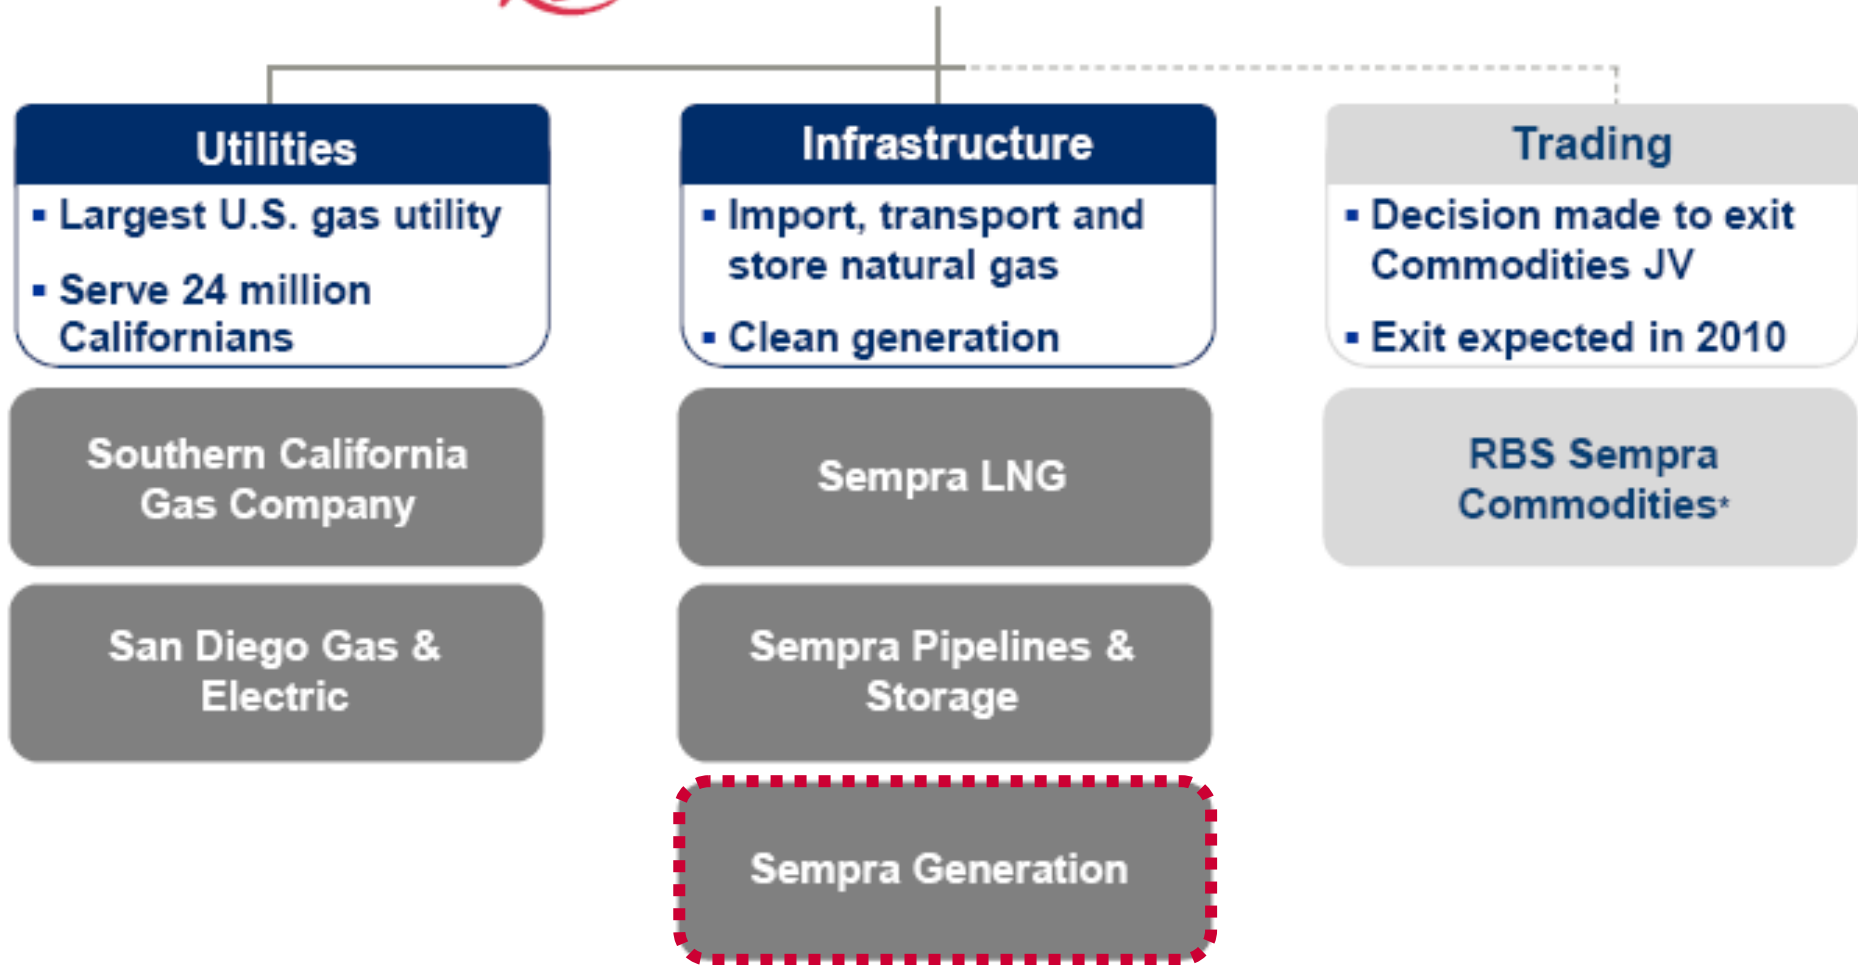 Utilities
▪ Largest U.S. gas utility
▪ Serve 24 million
Californians
Southern California
Gas Company
San Diego Gas &
Electric
Infrastructure
▪ Import, transport and
store natural gas
▪ Clean generation
Sempra LNG
Sempra Pipelines &
Storage
Sempra Generation
Trading
▪ Decision made to exit
Commodities JV
▪ Exit expected in 2010
RBS Sempra
Commodities*